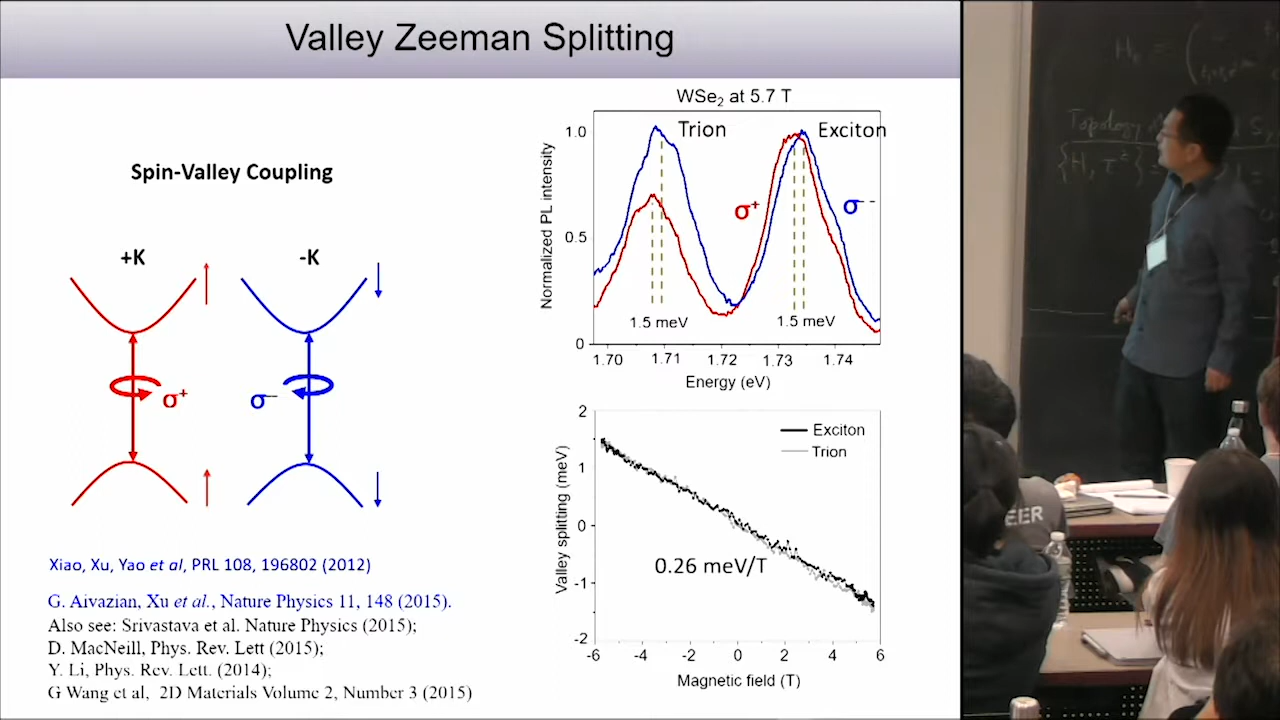 Valley Zeeman Splitting
Spin-Valley Coupling
+K
-K
σ+
σ−
Xiao, Xu, Yao et al, PRL 108, 196802 (2012)
G. Aivazian, Xu et al., Nature Physics 11, 148 (2015).
Also see: Srivastava et al. Nature Physics (2015);
D. MacNeill, Phys. Rev. Lett (2015);
Y. Li, Phys. Rev. Lett. (2014);
G Wang et al, 2D Materials Volume 2, Number 3 (2015)
WSe2 at 5.7 T
Trion
Exciton
1.0
0.5
0
Normalized PL intensity
σ+
σ--
1.5 meV
1.5 meV
1.70 1.71 1.72 1.73 1.74
Energy (eV)
2
1
0
-1
-2
Valley splitting (meV)
Exciton
Trion
0.26 meV/T
-6 -4 -2 0 2 4 6
Magnetic field (T)
Topology
EER